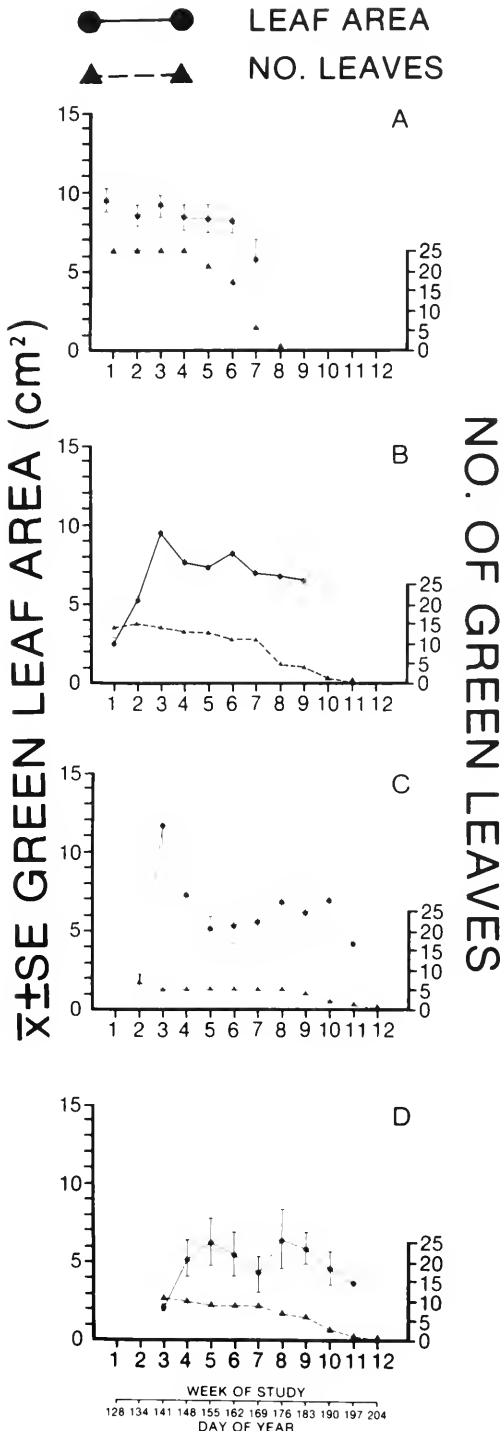 LEAF AREA
NO. LEAVES
X̄±SE GREEN LEAF AREA (cm²)
NO. OF GREEN LEAVES
A
15
10
5
0
25
20
15
10
5
0
1 2 3 4 5 6 7 8 9 10 11 12
B
15
10
5
0
25
20
15
10
5
0
1 2 3 4 5 6 7 8 9 10 11 12
C
15
10
5
0
25
20
15
10
5
0
1 2 3 4 5 6 7 8 9 10 11 12
D
15
10
5
0
25
20
15
10
5
0
1 2 3 4 5 6 7 8 9 10 11 12
WEEK OF STUDY
128 134 141 148 155 162 169 176 183 190 197 204
DAY OF YEAR